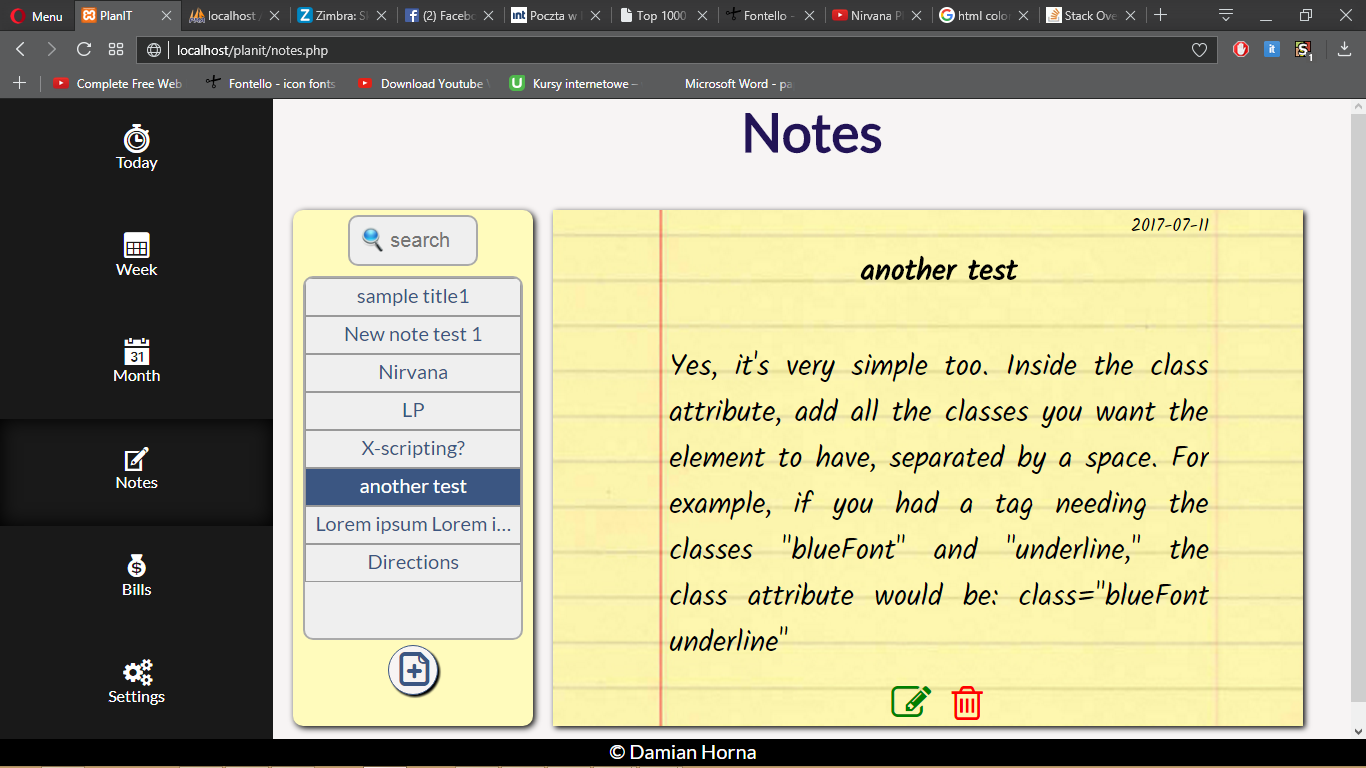 Menu
PlanIT
localhost /
Zimbra: S
(2) Facebo
int Poczta w
Top 1000
Fontello -
Nirvana P
html colo
Stack Ove
localhost/planit/notes.php
Complete Free Web
Fontello - icon fonts
Download Youtube
Kursy internetowe –
Microsoft Word - pa
Today
Week
31
Month
Notes
Bills
Settings
Notes
search
sample title1
New note test 1
Nirvana
LP
X-scripting?
another test
Lorem ipsum Lorem i...
Directions
2017-07-11
another test
Yes, it's very simple too. Inside the class
attribute, add all the classes you want the
element to have, separated by a space. For
example, if you had a tag needing the
classes "blueFont" and "underline," the
class attribute would be: class="blueFont
underline"
© Damian Horna